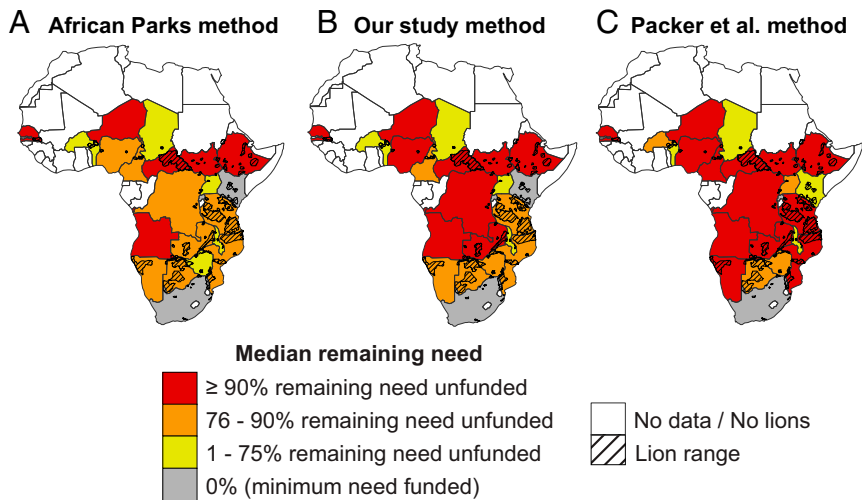 A African Parks method
B Our study method
C Packer et al. method
Median remaining need
≥ 90% remaining need unfunded
76 - 90% remaining need unfunded
1 - 75% remaining need unfunded
0% (minimum need funded)
No data / No lions
Lion range